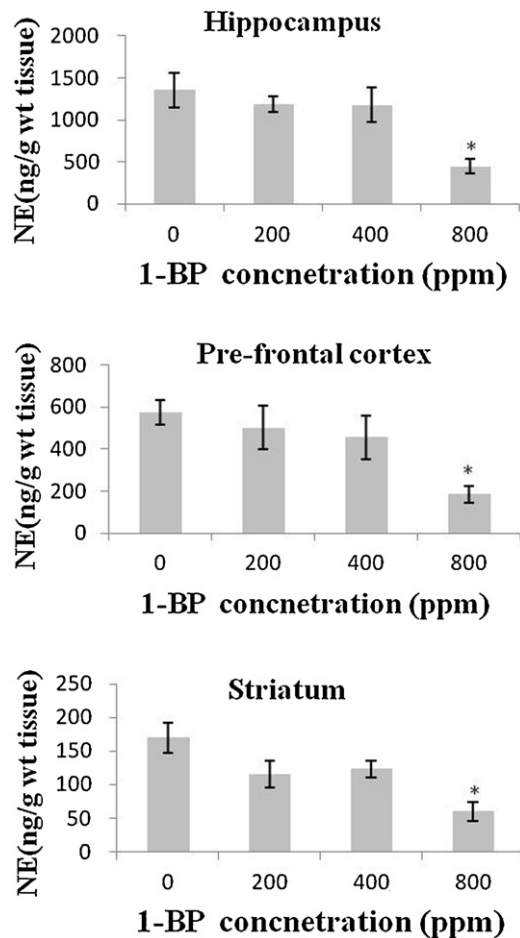 Hippocampus
NE(ng/g wt tissue)
2000
1500
1000
500
0
*
0 200 400 800
1-BP concnetration (ppm)
Pre-frontal cortex
NE(ng/g wt tissue)
800
600
400
200
0
*
0 200 400 800
1-BP concnetration (ppm)
Striatum
NE(ng/g wt tissue)
250
200
150
100
50
0
*
0 200 400 800
1-BP concnetration (ppm)